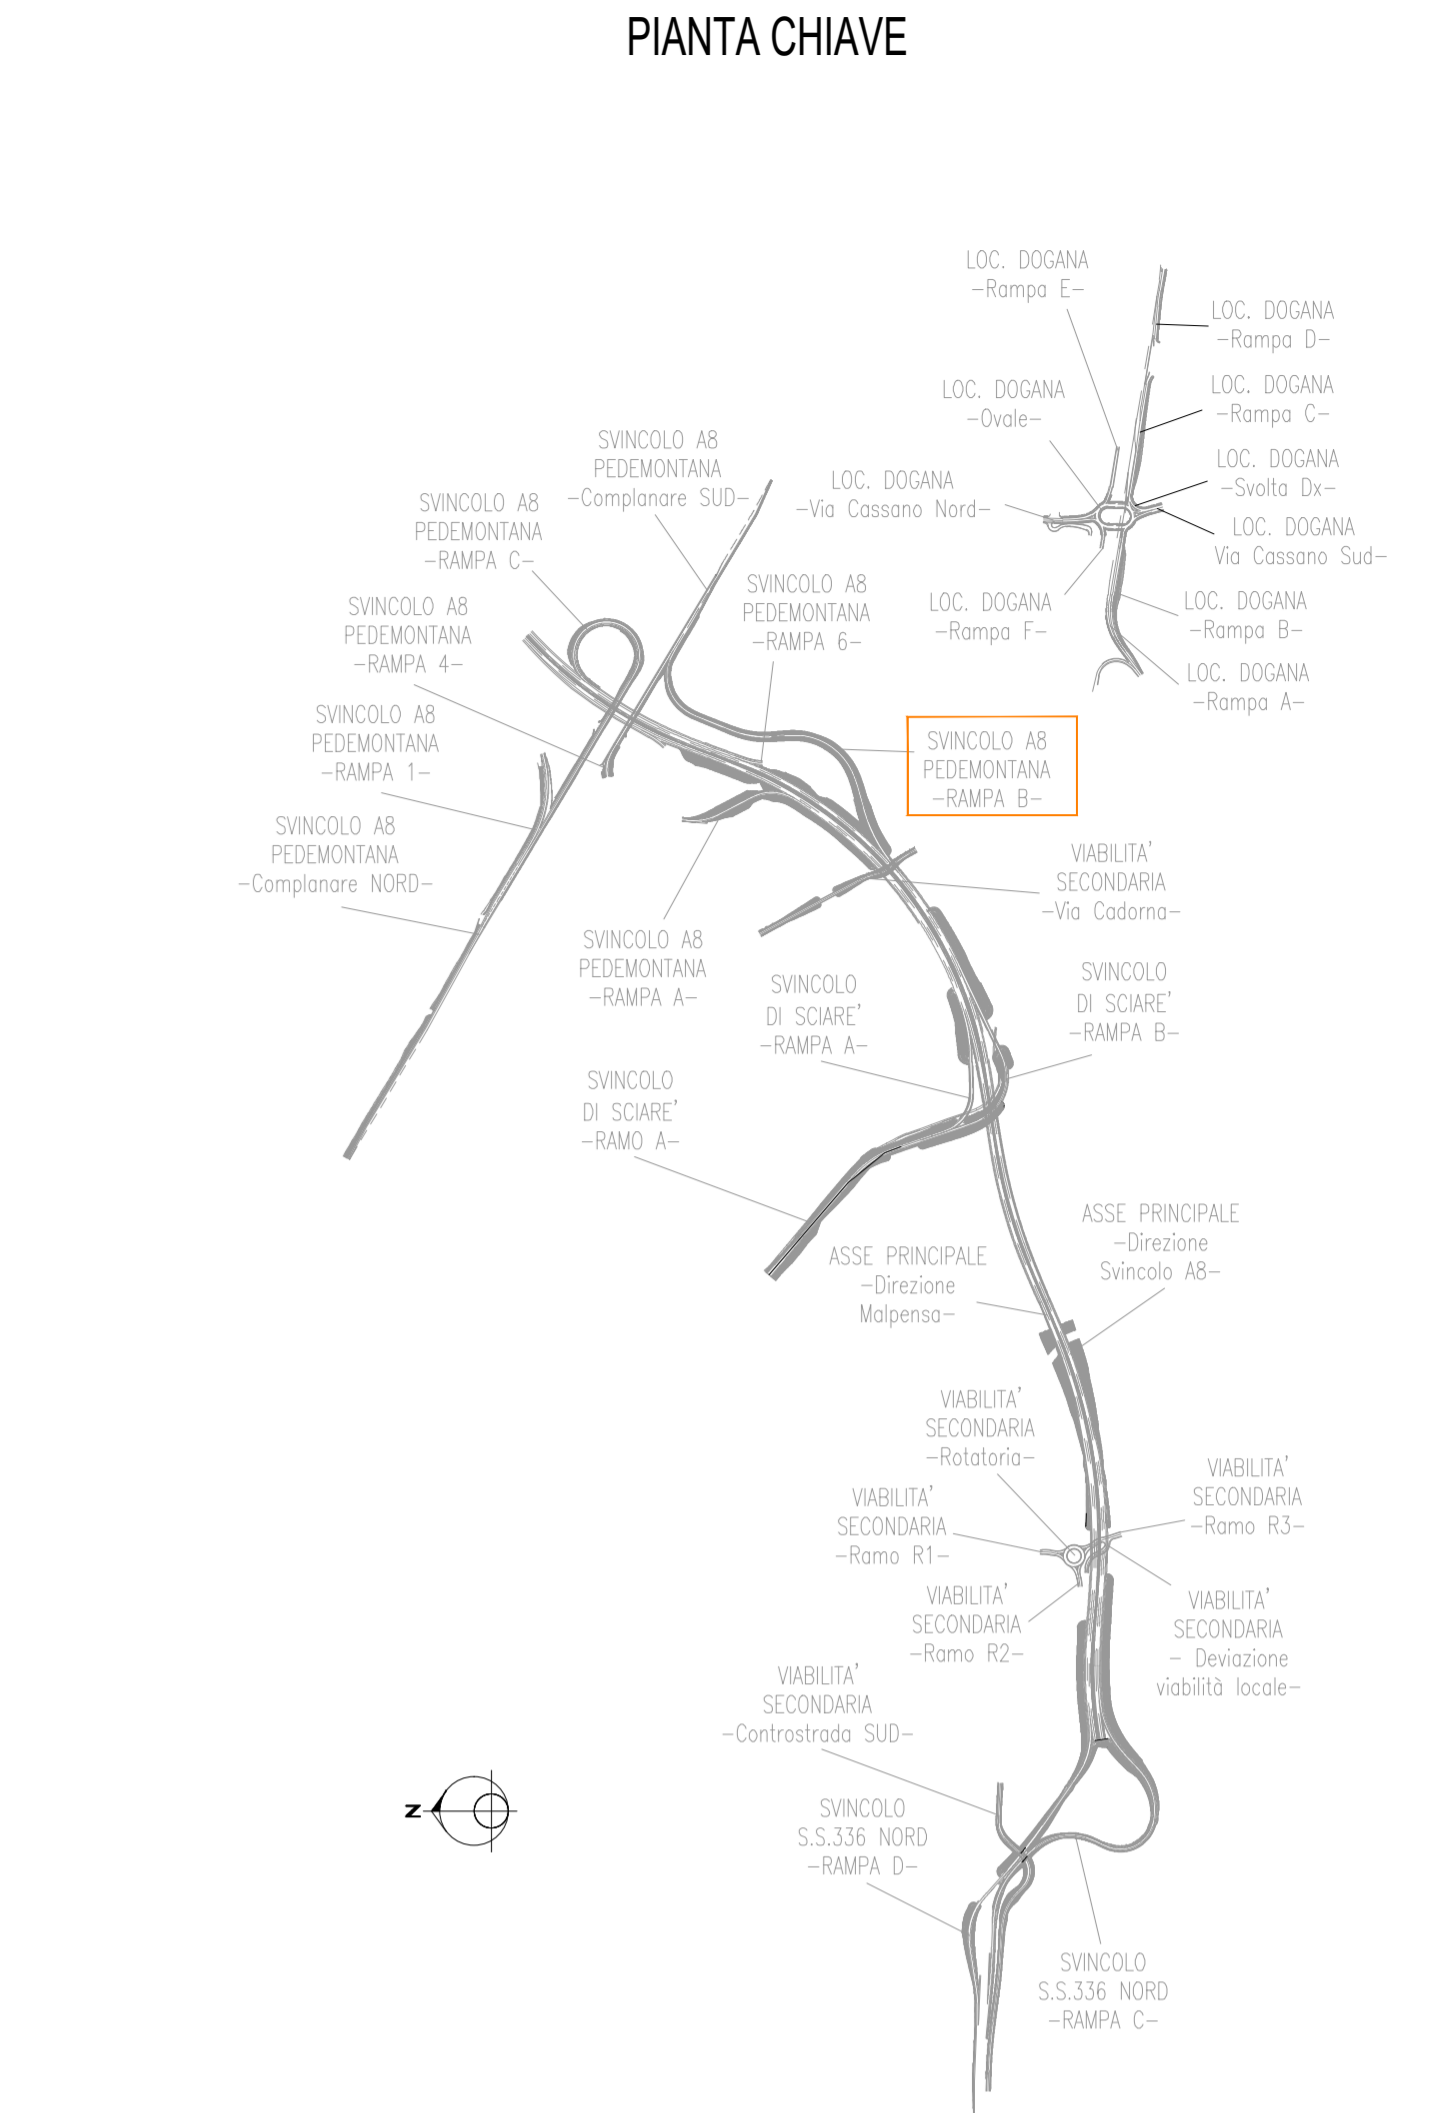 PIANTA CHIAVE
LOC. DOGANA
-Rampa E-
LOC. DOGANA
-Rampa D-
LOC. DOGANA
-Ovale-
LOC. DOGANA
-Rampa C-
SVINCOLO A8
PEDEMONTANA
-Complanare SUD-
LOC. DOGANA
-Svolta Dx-
LOC. DOGANA
-Via Cassano Nord-
SVINCOLO A8
PEDEMONTANA
-RAMPA C-
LOC. DOGANA
Via Cassano Sud-
SVINCOLO A8
PEDEMONTANA
-RAMPA 6-
LOC. DOGANA
-Rampa F-
LOC. DOGANA
-Rampa B-
SVINCOLO A8
PEDEMONTANA
-RAMPA 4-
LOC. DOGANA
-Rampa A-
SVINCOLO A8
PEDEMONTANA
-RAMPA 1-
SVINCOLO A8
PEDEMONTANA
-RAMPA B-
SVINCOLO A8
PEDEMONTANA
-Complanare NORD-
VIABILITA'
SECONDARIA
-Via Cadorna-
SVINCOLO A8
PEDEMONTANA
-RAMPA A-
SVINCOLO
DI SCIARE'
-RAMPA A-
SVINCOLO
DI SCIARE'
-RAMPA B-
SVINCOLO
DI SCIARE'
-RAMO A-
ASSE PRINCIPALE
-Direzione
Svincolo A8-
ASSE PRINCIPALE
-Direzione
Malpensa-
VIABILITA'
SECONDARIA
-Rotatoria-
VIABILITA'
SECONDARIA
-Ramo R3-
VIABILITA'
SECONDARIA
-Ramo R1-
VIABILITA'
SECONDARIA
-Ramo R2-
VIABILITA'
SECONDARIA
- Deviazione
viabilità locale-
VIABILITA'
SECONDARIA
-Controstrada SUD-
N
SVINCOLO
S.S.336 NORD
-RAMPA D-
SVINCOLO
S.S.336 NORD
-RAMPA C-